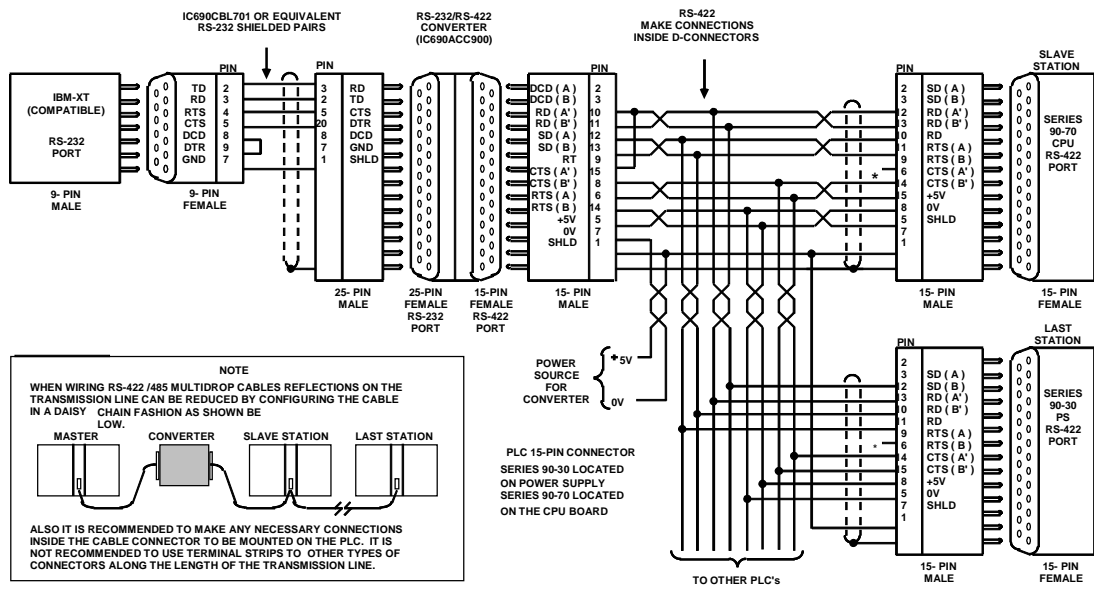 IC690CBL701 OR EQUIVALENT
RS-232 SHIELDED PAIRS
RS-232/RS-422
CONVERTER
(IC690ACC900)
RS-422
MAKE CONNECTIONS
INSIDE D-CONNECTORS
SLAVE
STATION
IBM-XT
(COMPATIBLE)
RS-232
PORT
9- PIN
MALE
PIN
TD 2
RD 3
RTS 4
CTS 5
DCD 8
DTR 9
GND 7
9- PIN
FEMALE
PIN
3 RD
2 TD
5 CTS
20 DTR
8 DCD
7 GND
1 SHLD
25- PIN
MALE
25-PIN
FEMALE
RS-232
PORT
15-PIN
FEMALE
RS-422
PORT
PIN
DCD ( A ) 2
DCD ( B ) 3
RD ( A' ) 10
RD ( B' ) 11
SD ( A ) 12
SD ( B ) 13
RT 9
CTS ( A' ) 15
CTS ( B' ) 8
RTS ( A ) 6
RTS ( B ) 14
+5V 5
0V 7
SHLD 1
15- PIN
MALE
PIN
2 SD ( A )
3 SD ( B )
12 RD ( A' )
13 RD ( B' )
10 RD
11 RTS ( A )
9 RTS ( B )
* 6 CTS ( A' )
14 CTS ( B' )
15 +5V
8 0V
5 SHLD
7
1
15- PIN
MALE
SERIES
90-70
CPU
RS-422
PORT
15- PIN
FEMALE
LAST
STATION
PIN
2
3 SD ( A )
12 SD ( B )
13 RD ( A' )
10 RD ( B' )
11 RD
9 RTS ( A )
* 6 RTS ( B )
14 CTS ( A' )
15 CTS ( B' )
8 +5V
5 0V
7 SHLD
1
15- PIN
MALE
SERIES
90-30
PS
RS-422
PORT
15- PIN
FEMALE
POWER
SOURCE
FOR
CONVERTER
+ 5V
0V
PLC 15-PIN CONNECTOR
SERIES 90-30 LOCATED
ON POWER SUPPLY
SERIES 90-70 LOCATED
ON THE CPU BOARD
TO OTHER PLC's
NOTE
WHEN WIRING RS-422 /485 MULTIDROP CABLES REFLECTIONS ON THE
TRANSMISSION LINE CAN BE REDUCED BY CONFIGURING THE CABLE
IN A DAISY CHAIN FASHION AS SHOWN BE
LOW.
MASTER CONVERTER SLAVE STATION LAST STATION
ALSO IT IS RECOMMENDED TO MAKE ANY NECESSARY CONNECTIONS
INSIDE THE CABLE CONNECTOR TO BE MOUNTED ON THE PLC. IT IS
NOT RECOMMENDED TO USE TERMINAL STRIPS TO OTHER TYPES OF
CONNECTORS ALONG THE LENGTH OF THE TRANSMISSION LINE.